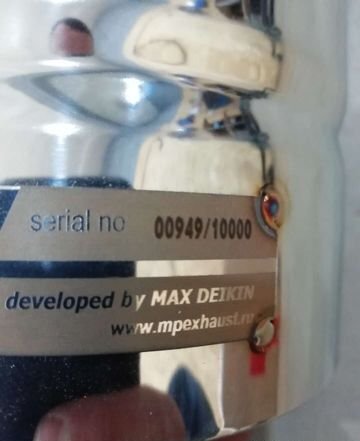 serial no 00949/10000
developed by MAX DEIKIN
www.mpexhaust.ru